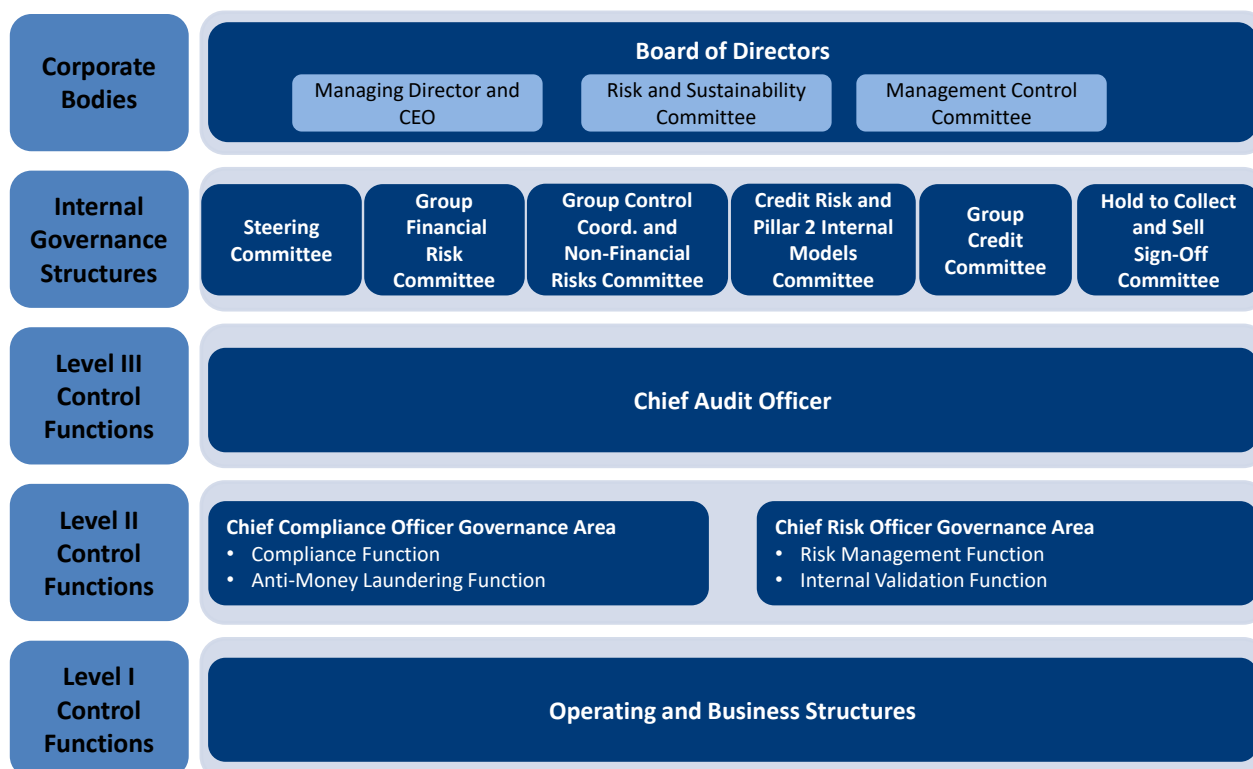 Corporate
Bodies
Board of Directors
Managing Director and
CEO
Risk and Sustainability
Committee
Management Control
Committee
Internal
Governance
Structures
Steering
Committee
Group
Financial
Risk
Committee
Group Control
Coord. and
Non-Financial
Risks Committee
Credit Risk and
Pillar 2 Internal
Models
Committee
Group
Credit
Committee
Hold to Collect
and Sell
Sign-Off
Committee
Level III
Control
Functions
Chief Audit Officer
Level II
Control
Functions
Chief Compliance Officer Governance Area
• Compliance Function
• Anti-Money Laundering Function
Chief Risk Officer Governance Area
• Risk Management Function
• Internal Validation Function
Level I
Control
Functions
Operating and Business Structures